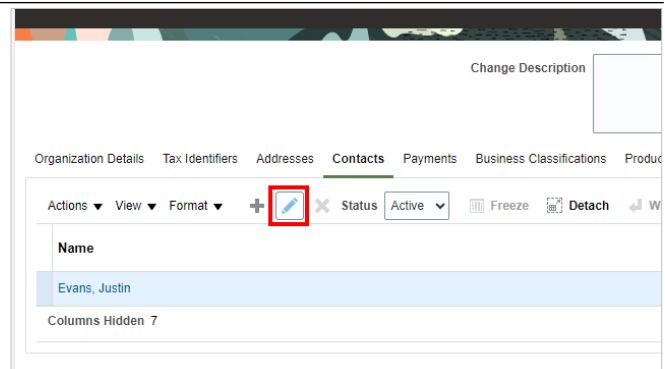 Change Description
Organization Details Tax Identifiers Addresses Contacts Payments Business Classifications
Actions View Format Status Active Freeze Detach
Name
Evans, Justin
Columns Hidden 7